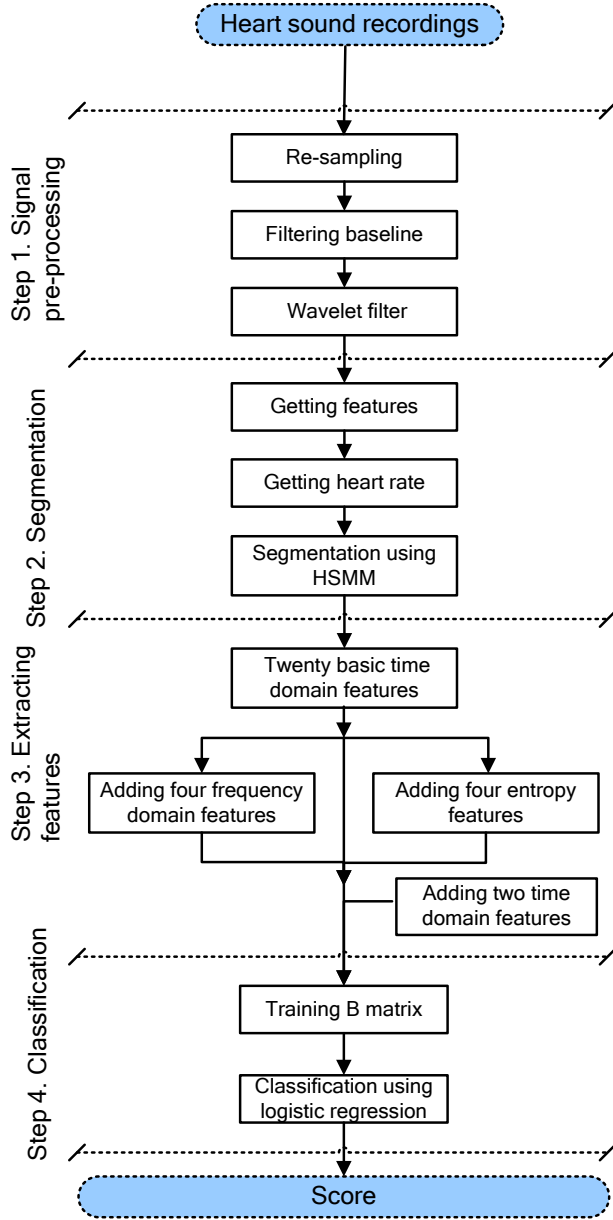 Heart sound recordings
Step 1. Signal
pre-processing
Re-sampling
Filtering baseline
Wavelet filter
Step 2. Segmentation
Getting features
Getting heart rate
Segmentation using
HSMM
Step 3. Extracting
features
Twenty basic time
domain features
Adding four frequency
domain features
Adding four entropy
features
Adding two time
domain features
Step 4. Classification
Training B matrix
Classification using
logistic regression
Score